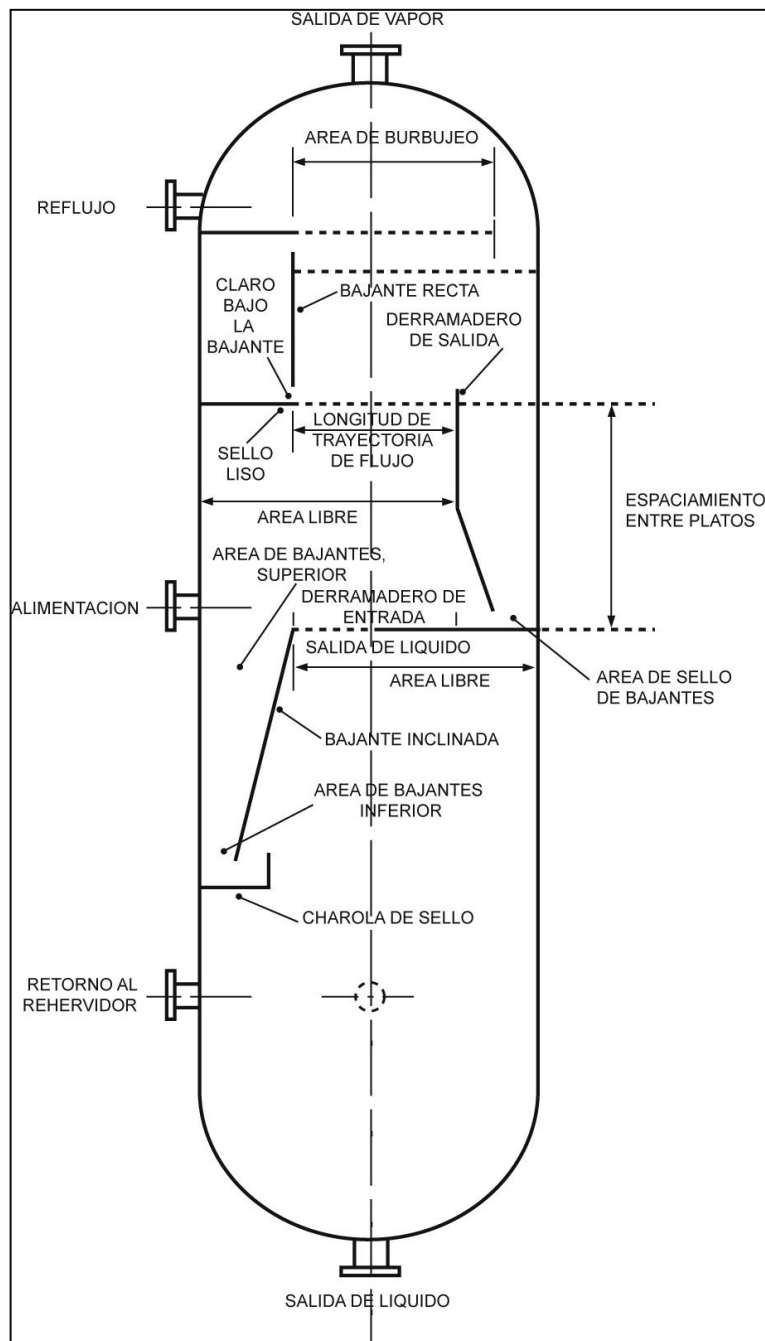 SALIDA DE VAPOR
AREA DE BURBUJEO
REFLUJO
CLARO
BAJO
LA
BAJANTE
BAJANTE RECTA
DERRAMADERO
DE SALIDA
SELLO
LISO
LONGITUD DE
TRAYECTORIA
DE FLUJO
AREA LIBRE
ESPACIAMIENTO
ENTRE PLATOS
AREA DE BAJANTES,
SUPERIOR
ALIMENTACION
DERRAMADERO DE
ENTRADA
SALIDA DE LIQUIDO
AREA LIBRE
AREA DE SELLO
DE BAJANTES
BAJANTE INCLINADA
AREA DE BAJANTES
INFERIOR
CHAROLA DE SELLO
RETORNO AL
REHERVIDOR
SALIDA DE LIQUIDO